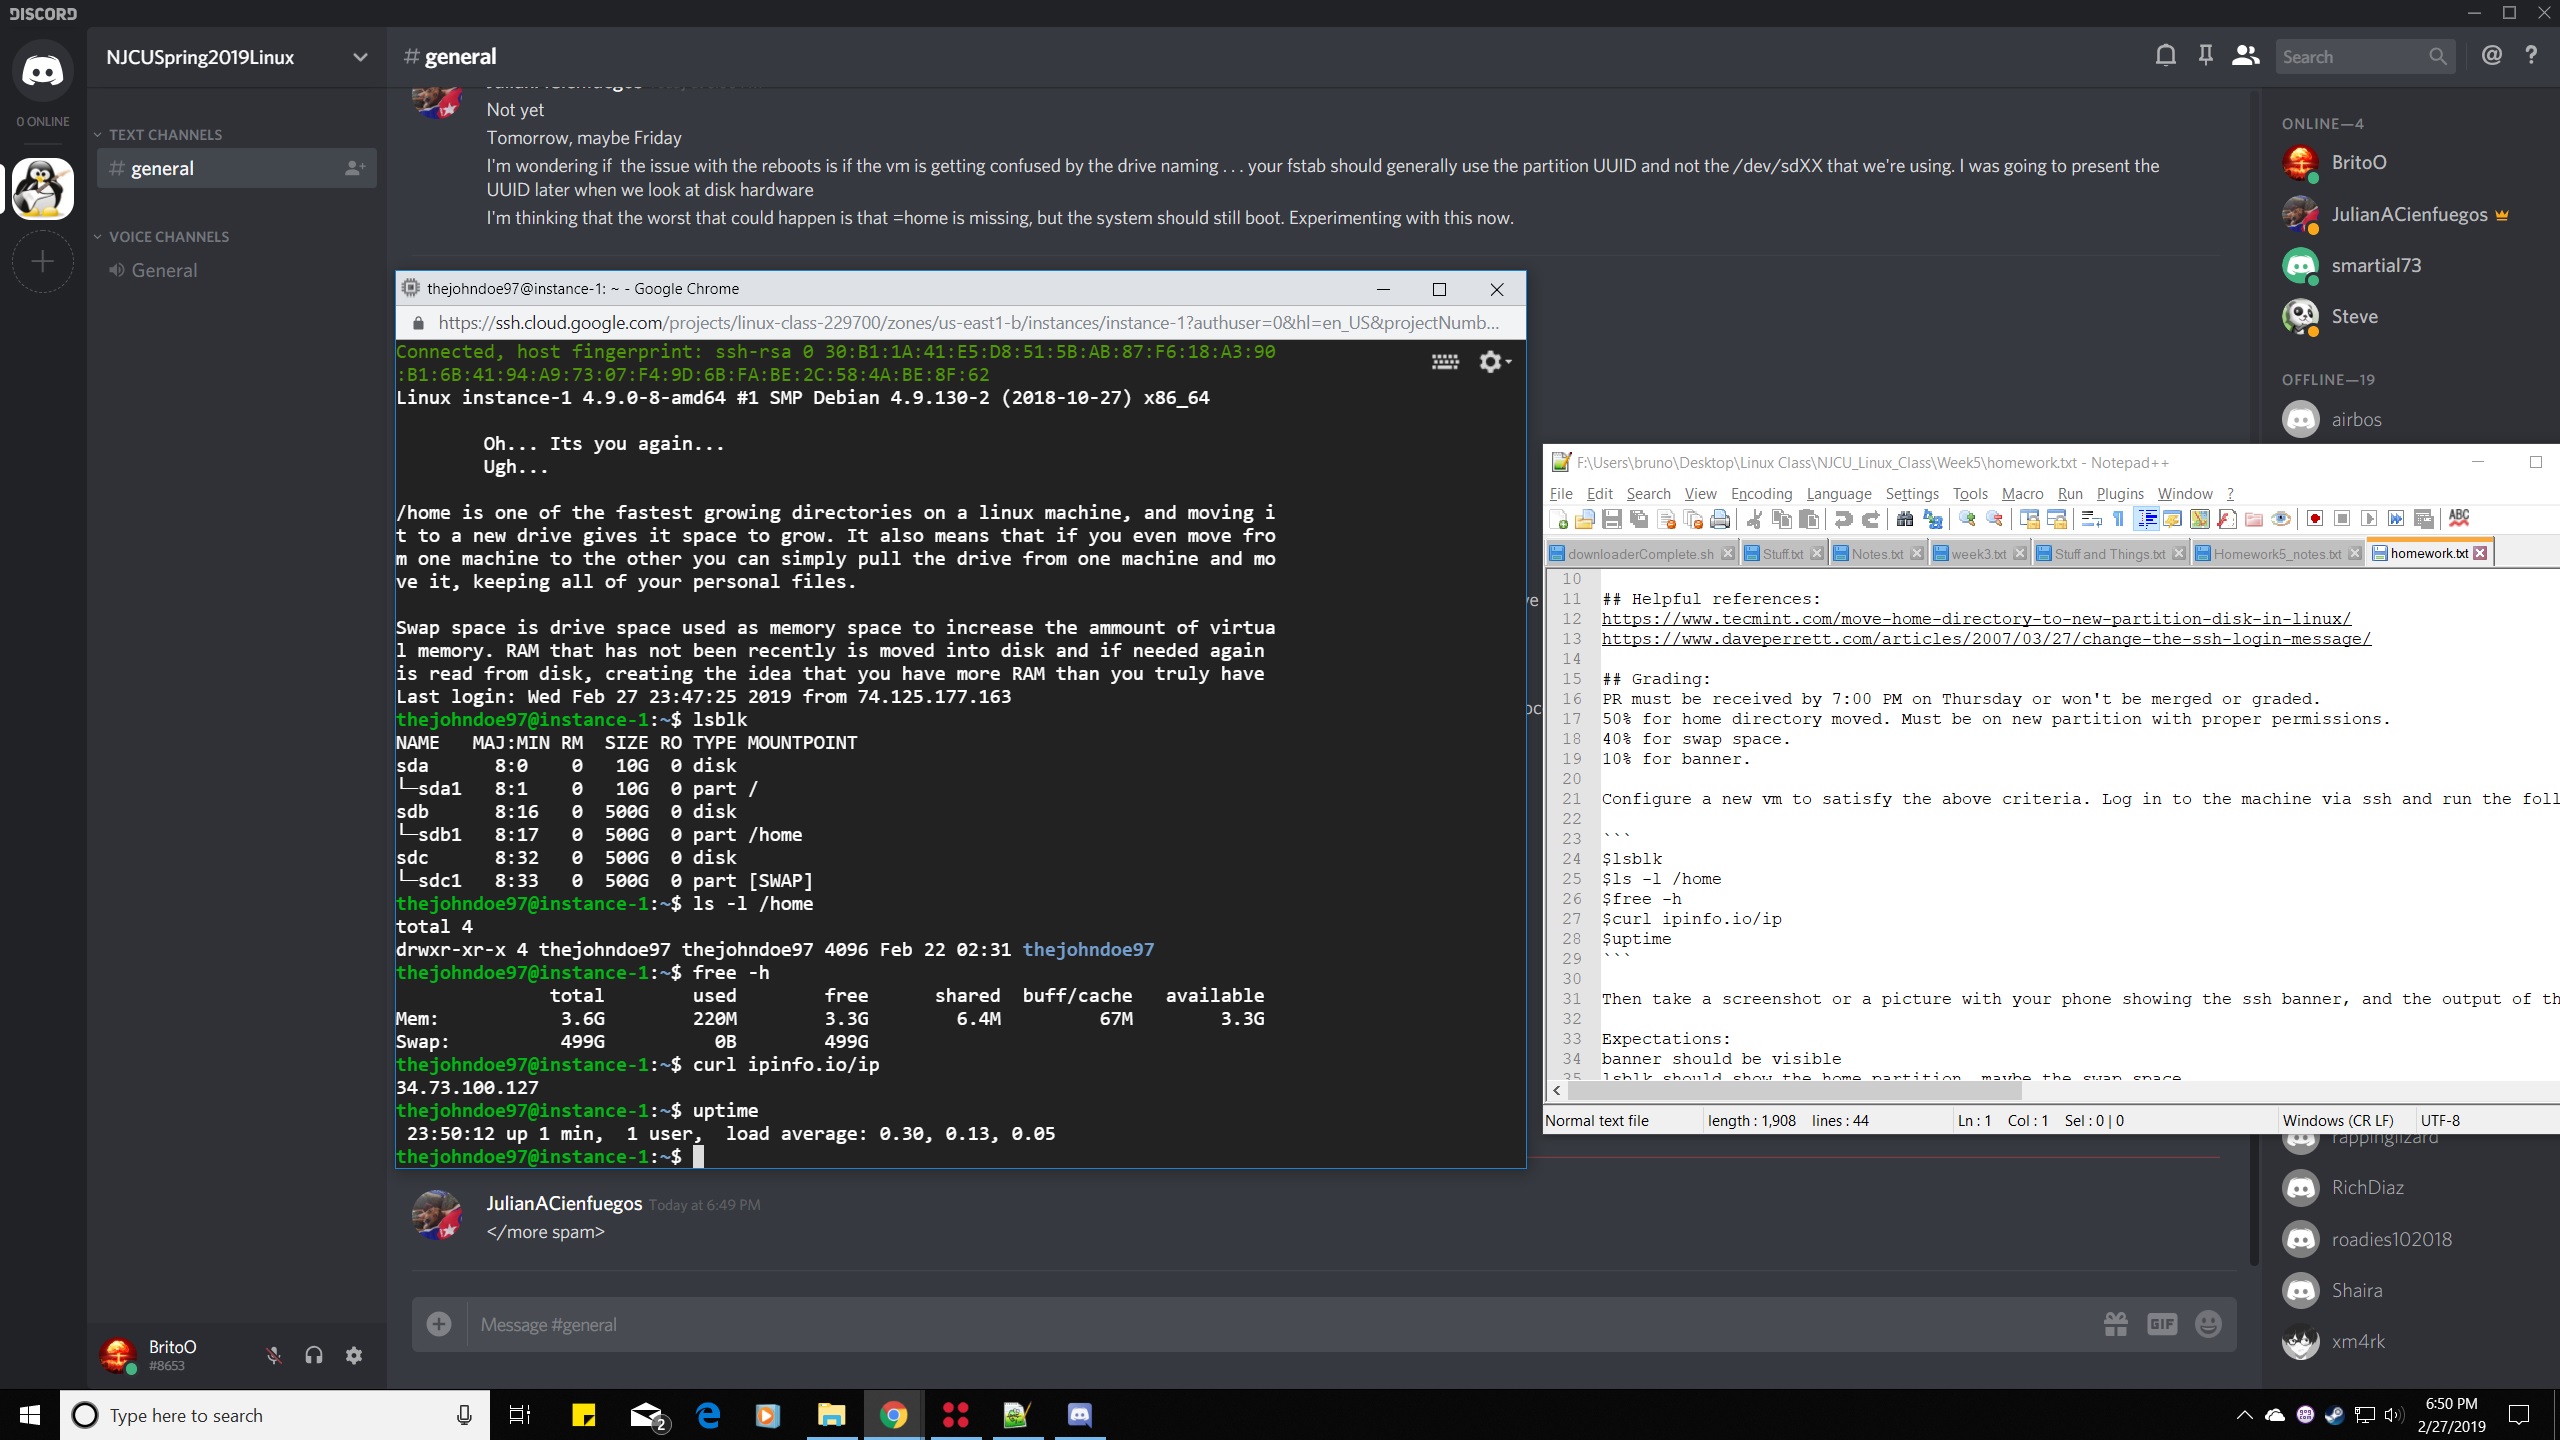 DISCORD
NJCUSpring2019Linux
# general
Search
0 ONLINE
TEXT CHANNELS
# general
VOICE CHANNELS
General
Not yet
Tomorrow, maybe Friday
I'm wondering if the issue with the reboots is if the vm is getting confused by the drive naming . . . your fstab should generally use the partition UUID and not the /dev/sdXX that we're using. I was going to present the
UUID later when we look at disk hardware
I'm thinking that the worst that could happen is that =home is missing, but the system should still boot. Experimenting with this now.
ONLINE—4
BritoO
JulianACienfuegos
smartial73
Steve
OFFLINE—19
airbos
thejohndoe97@instance-1: ~ - Google Chrome
https://ssh.cloud.google.com/projects/linux-class-229700/zones/us-east1-b/instances/instance-1?authuser=0&hl=en_US&projectNumb...
Connected, host fingerprint: ssh-rsa 0 30:B1:1A:41:E5:D8:51:5B:AB:87:F6:18:A3:90
:B1:6B:41:94:A9:73:07:F4:9D:6B:FA:BE:2C:58:4A:BE:8F:62
Linux instance-1 4.9.0-8-amd64 #1 SMP Debian 4.9.130-2 (2018-10-27) x86_64
Oh... Its you again...
Ugh...
/home is one of the fastest growing directories on a linux machine, and moving i
t to a new drive gives it space to grow. It also means that if you even move fro
m one machine to the other you can simply pull the drive from one machine and mo
ve it, keeping all of your personal files.
Swap space is drive space used as memory space to increase the ammount of virtua
l memory. RAM that has not been recently is moved into disk and if needed again
is read from disk, creating the idea that you have more RAM than you truly have
Last login: Wed Feb 27 23:47:25 2019 from 74.125.177.163
thejohndoe97@instance-1:~$ lsblk
NAME   MAJ:MIN RM  SIZE RO TYPE MOUNTPOINT
sda      8:0    0   10G  0 disk
└─sda1   8:1    0   10G  0 part /
sdb      8:16   0  500G  0 disk
└─sdb1   8:17   0  500G  0 part /home
sdc      8:32   0  500G  0 disk
└─sdc1   8:33   0  500G  0 part [SWAP]
thejohndoe97@instance-1:~$ ls -l /home
total 4
drwxr-xr-x 4 thejohndoe97 thejohndoe97 4096 Feb 22 02:31 thejohndoe97
thejohndoe97@instance-1:~$ free -h
total        used        free      shared  buff/cache   available
Mem:           3.6G        220M        3.3G        6.4M         67M        3.3G
Swap:          499G          0B        499G
thejohndoe97@instance-1:~$ curl ipinfo.io/ip
34.73.100.127
thejohndoe97@instance-1:~$ uptime
23:50:12 up 1 min,  1 user,  load average: 0.30, 0.13, 0.05
thejohndoe97@instance-1:~$
F:\Users\bruno\Desktop\Linux Class\NJCU_Linux_Class\Week5\homework.txt - Notepad++
File Edit Search View Encoding Language Settings Tools Macro Run Plugins Window ?
downloaderComplete.sh Stuff.txt Notes.txt week3.txt Stuff and Things.txt Homework5_notes.txt homework.txt
10
11 ## Helpful references:
12 https://www.tecmint.com/move-home-directory-to-new-partition-disk-in-linux/
13 https://www.daveperrett.com/articles/2007/03/27/change-the-ssh-login-message/
14
15 ## Grading:
16 PR must be received by 7:00 PM on Thursday or won't be merged or graded.
17 50% for home directory moved. Must be on new partition with proper permissions.
18 40% for swap space.
19 10% for banner.
20
21 Configure a new vm to satisfy the above criteria. Log in to the machine via ssh and run the foll
22
23 ```
24 $lsblk
25 $ls -l /home
26 $free -h
27 $curl ipinfo.io/ip
28 $uptime
29 ```
30
31 Then take a screenshot or a picture with your phone showing the ssh banner, and the output of th
32
33 Expectations:
34 banner should be visible
35 lsblk should show the home partition, maybe the swap space
Normal text file length : 1,908 lines : 44 Ln : 1 Col : 1 Sel : 0 | 0 Windows (CR LF) UTF-8
rappinglizard
RichDiaz
roadies102018
Shaira
xm4rk
JulianACienfuegos Today at 6:49 PM
</more spam>
Message #general
GIF
BritoO
#8653
Type here to search
2
6:50 PM
2/27/2019